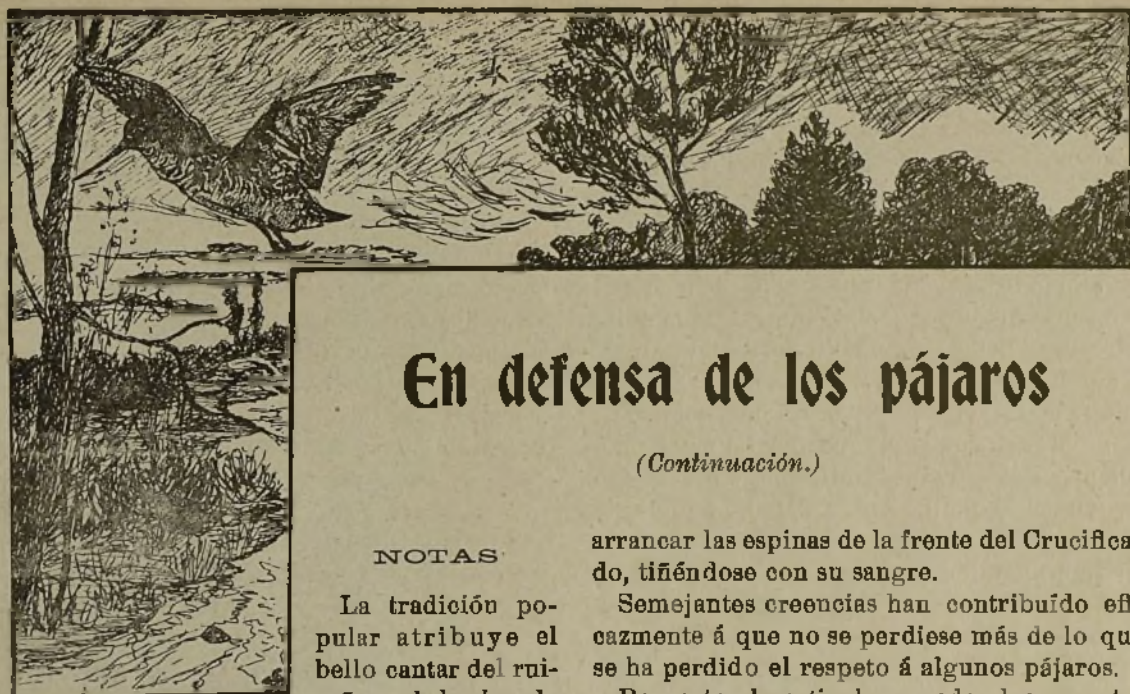 En defensa de los pájaros
(Continuación.)
NOTAS
La tradición po-
pular atribuye el
bello cantar del rui-
arrancar las espinas de la frente del Crucifica
do, tiñéndose con su sangre.
Semejantes creencias han contribuído efi
cazmente á que no se perdiese más de lo qu
se ha perdido el respeto á algunos pájaros.